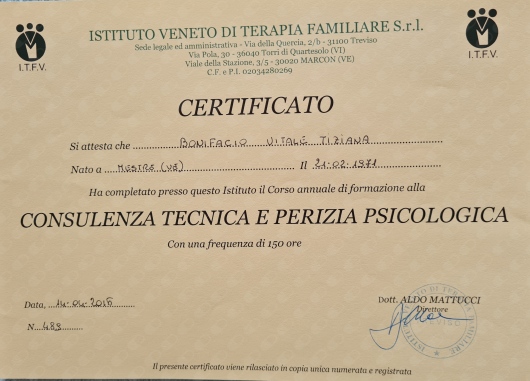 ISTITUTO VENETO DI TERAPIA FAMILIARE S.r.l.
Sede legale ed amministrativa - Via della Quercia, 2/b - 31100 Treviso
Via Pola, 30 - 36040 Torri di Quartesolo (VI)
Viale della Stazione, 3/5 - 30020 MARCON (VE)
C.F. e P.I. 02034280269
I.T.F.V.
I.T.F.V.
CERTIFICATO
Si attesta che BONIFACIO VITALE TIZIANA
Nato a MESTRE (VE) Il 21-02-1971
Ha completato presso questo Istituto il Corso annuale di formazione alla
CONSULENZA TECNICA E PERIZIA PSICOLOGICA
Con una frequenza di 150 ore
Data, 14-04-2015
N. 489
Dott. ALDO MATTUCCI
Direttore
Il presente certificato viene rilasciato in copia unica numerata e registrata